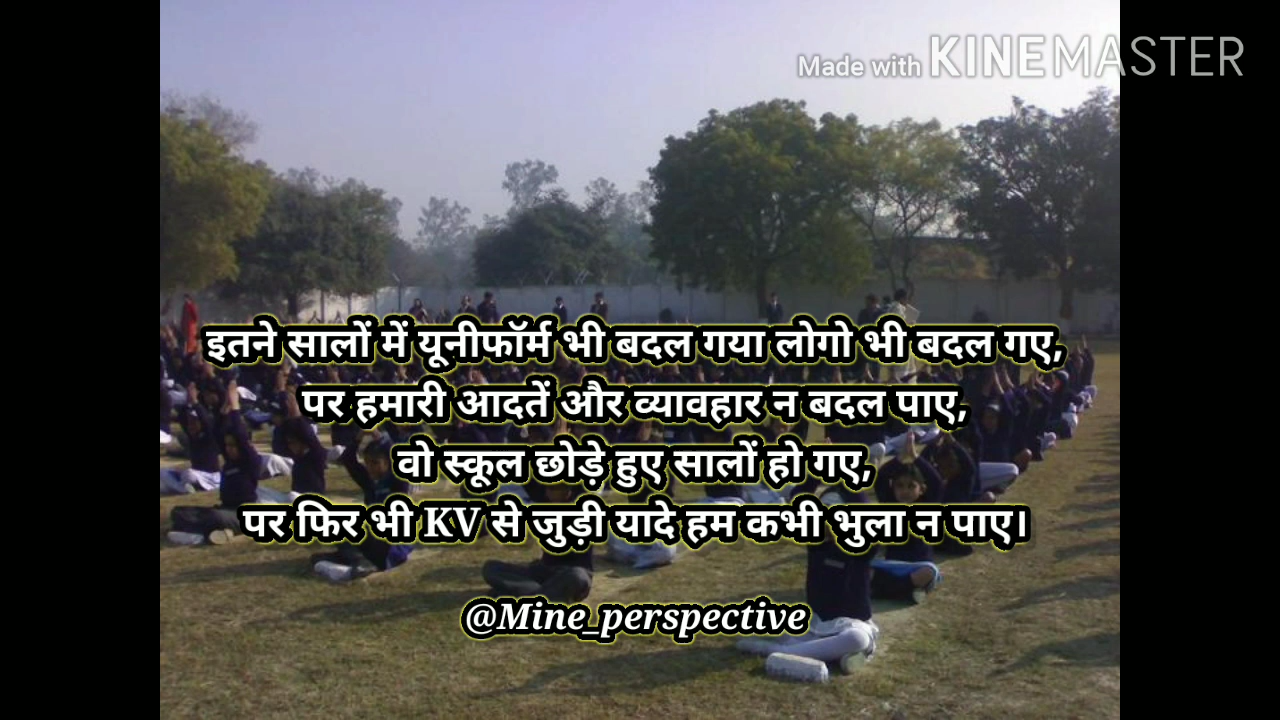 Made with KINEMASTER
इतने सालों में यूनीफॉर्म भी बदल गया लोगो भी बदल गए,
पर हमारी आदतें और व्यावहार न बदल पाए,
वो स्कूल छोड़े हुए सालों हो गए,
पर फिर भी KV से जुड़ी यादे हम कभी भुला न पाए।
@Mine_perspective